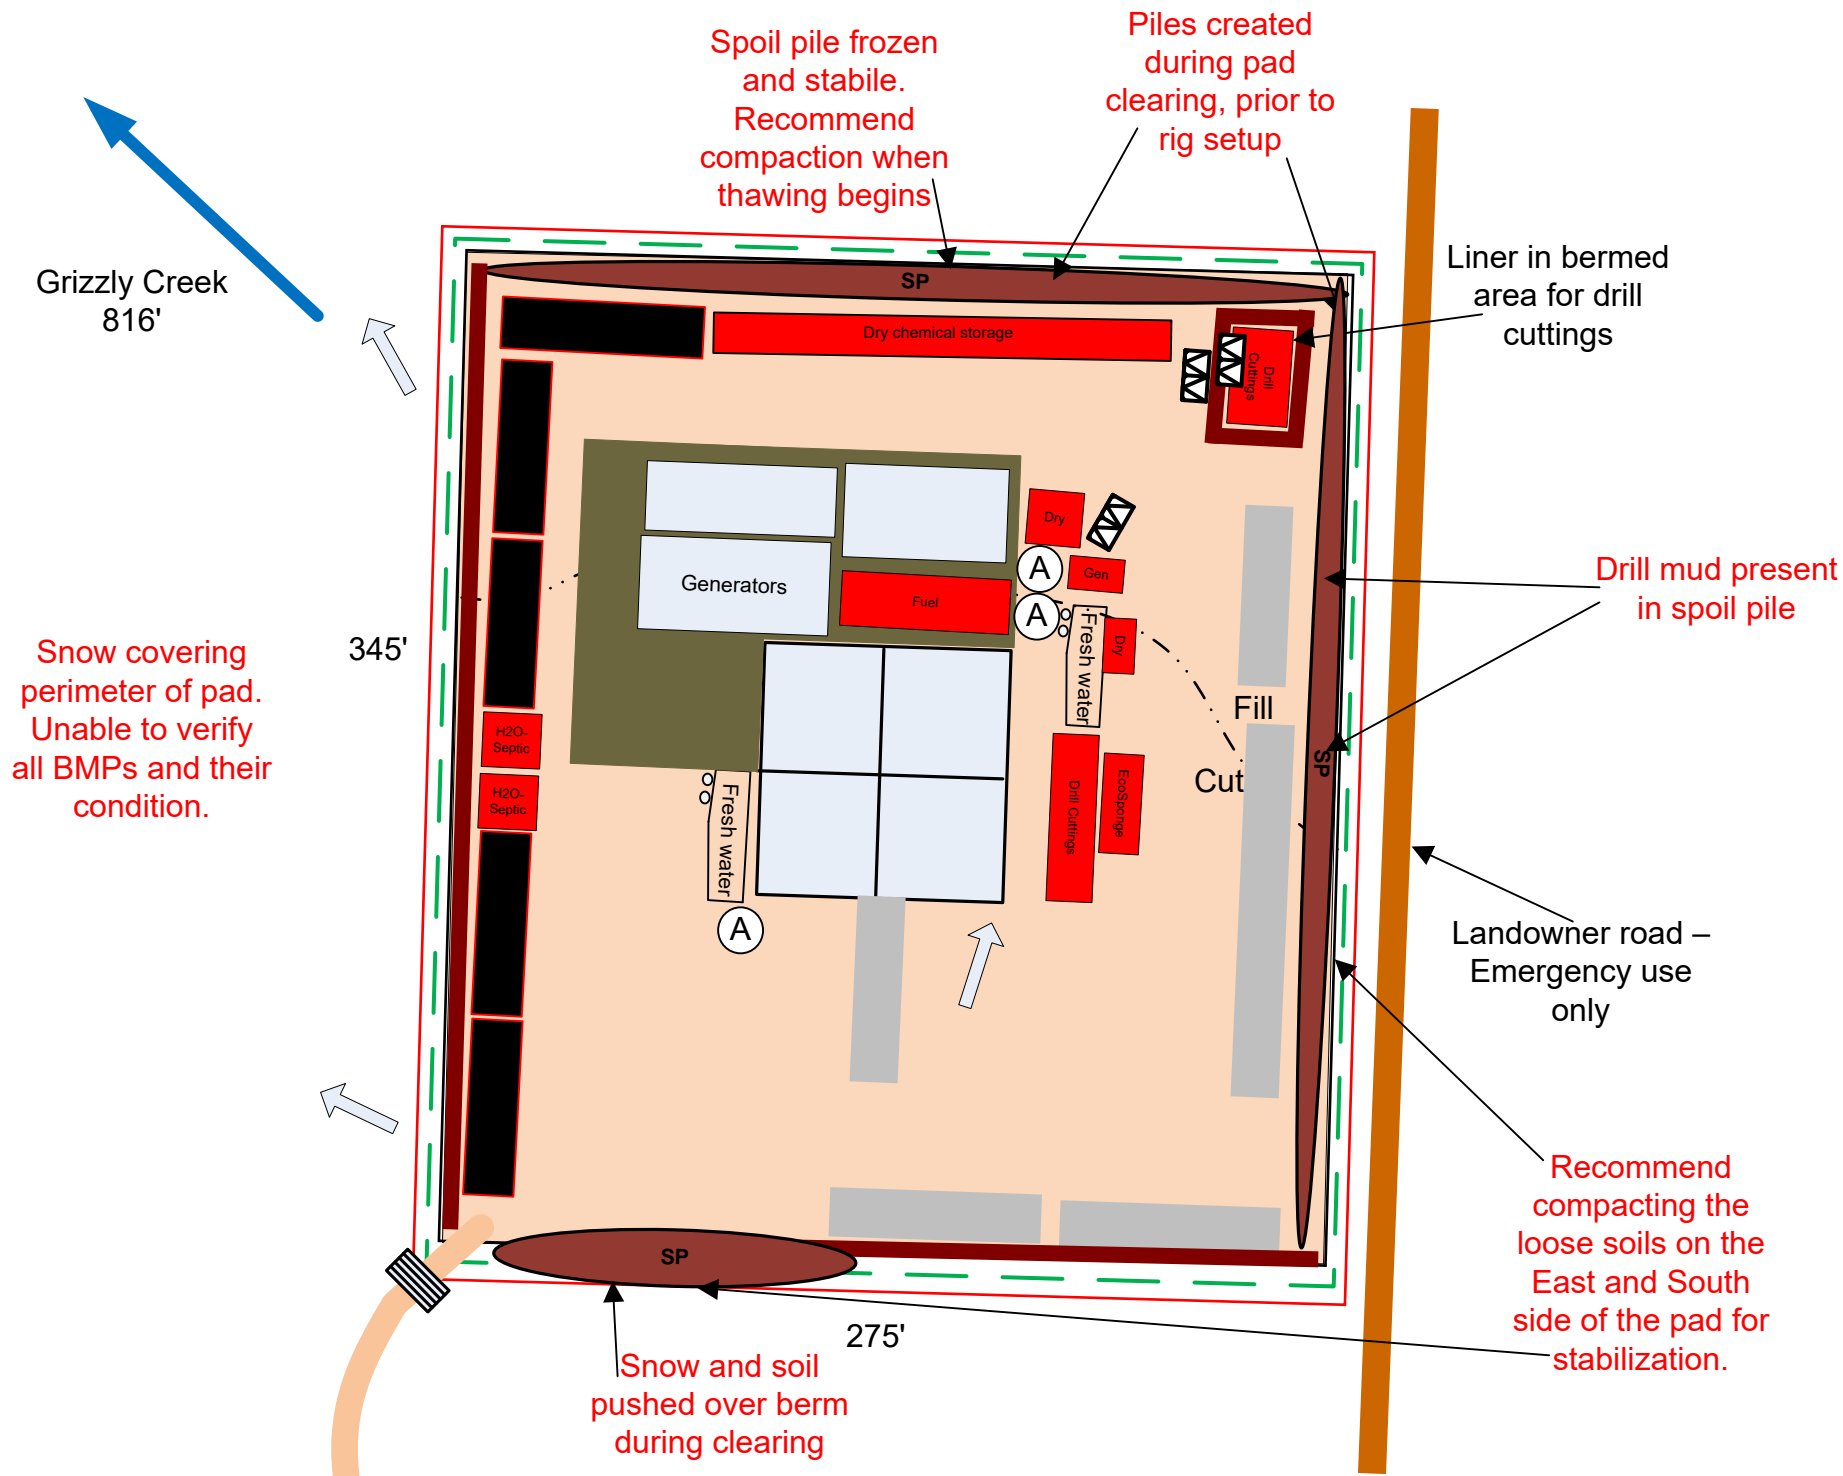 Spoil pile frozen
and stabile.
Recommend
compaction when
thawing begins
Piles created
during pad
clearing, prior to
rig setup
Grizzly Creek
816'
Liner in bermed
area for drill
cuttings
SP
Dry chemical storage
Drill
Cuttings
Dry
Generators
Fuel
A
Gen
A
Fresh water
Dry
Drill mud present
in spoil pile
Snow covering
perimeter of pad.
Unable to verify
all BMPs and their
condition.
345'
H2O-
Septic
H2O-
Septic
Fill
Cut
SP
Fresh water
Drill Cuttings
EcoSponge
A
Landowner road –
Emergency use
only
Recommend
compacting the
loose soils on the
East and South
side of the pad for
stabilization.
SP
275'
Snow and soil
pushed over berm
during clearing